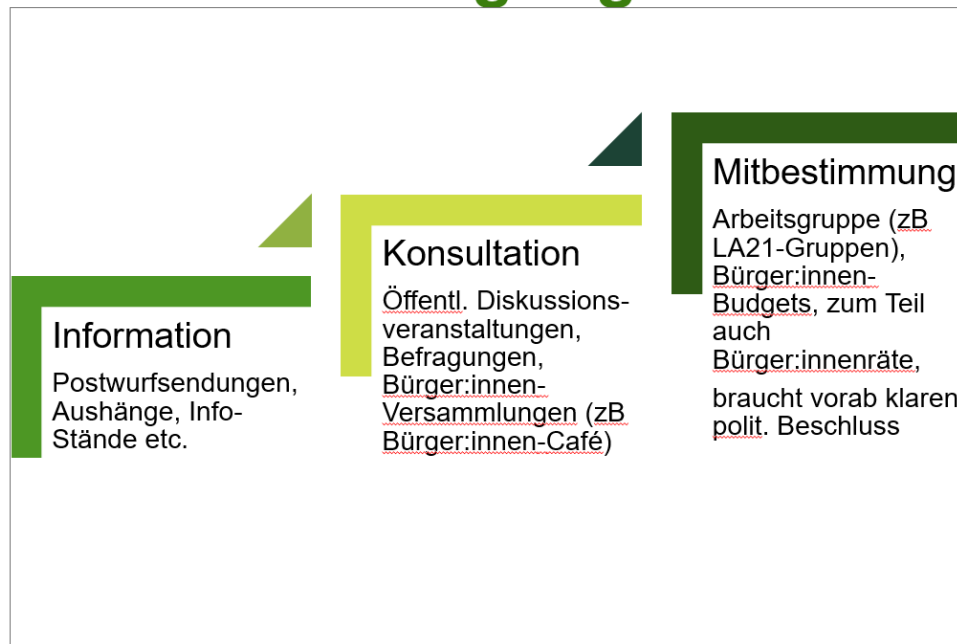 Information
Postwurfsendungen,
Aushänge, Info-
Stände etc.
Konsultation
Öffentl. Diskussions-
veranstaltungen,
Befragungen,
Bürger:innen-
Versammlungen (zB
Bürger:innen-Café)
Mitbestimmung
Arbeitsgruppe (zB
LA21-Gruppen),
Bürger:innen-
Budgets, zum Teil
auch
Bürger:innenräte,
braucht vorab klaren
polit. Beschluss